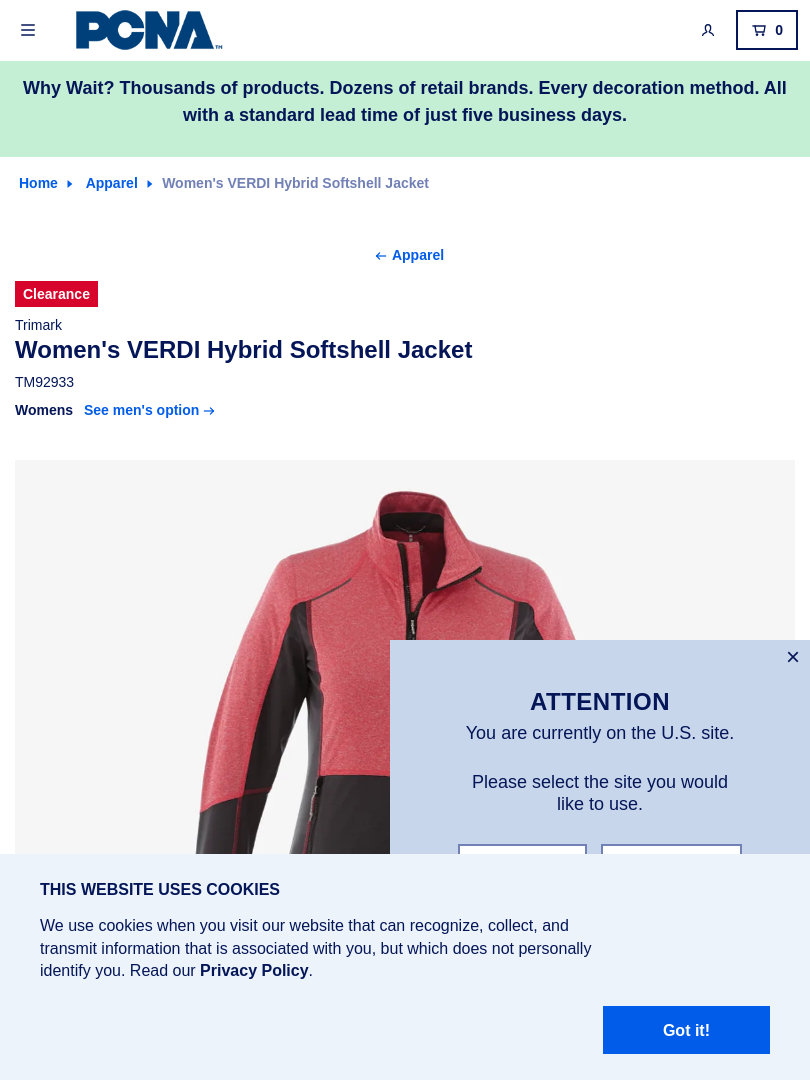 PCNA™
0
Why Wait? Thousands of products. Dozens of retail brands. Every decoration method. All
with a standard lead time of just five business days.
Home Apparel Women's VERDI Hybrid Softshell Jacket
Apparel
Clearance
Trimark
Women's VERDI Hybrid Softshell Jacket
TM92933
Womens See men's option
ATTENTION
You are currently on the U.S. site.
Please select the site you would
like to use.
THIS WEBSITE USES COOKIES
We use cookies when you visit our website that can recognize, collect, and
transmit information that is associated with you, but which does not personally
identify you. Read our Privacy Policy.
Got it!